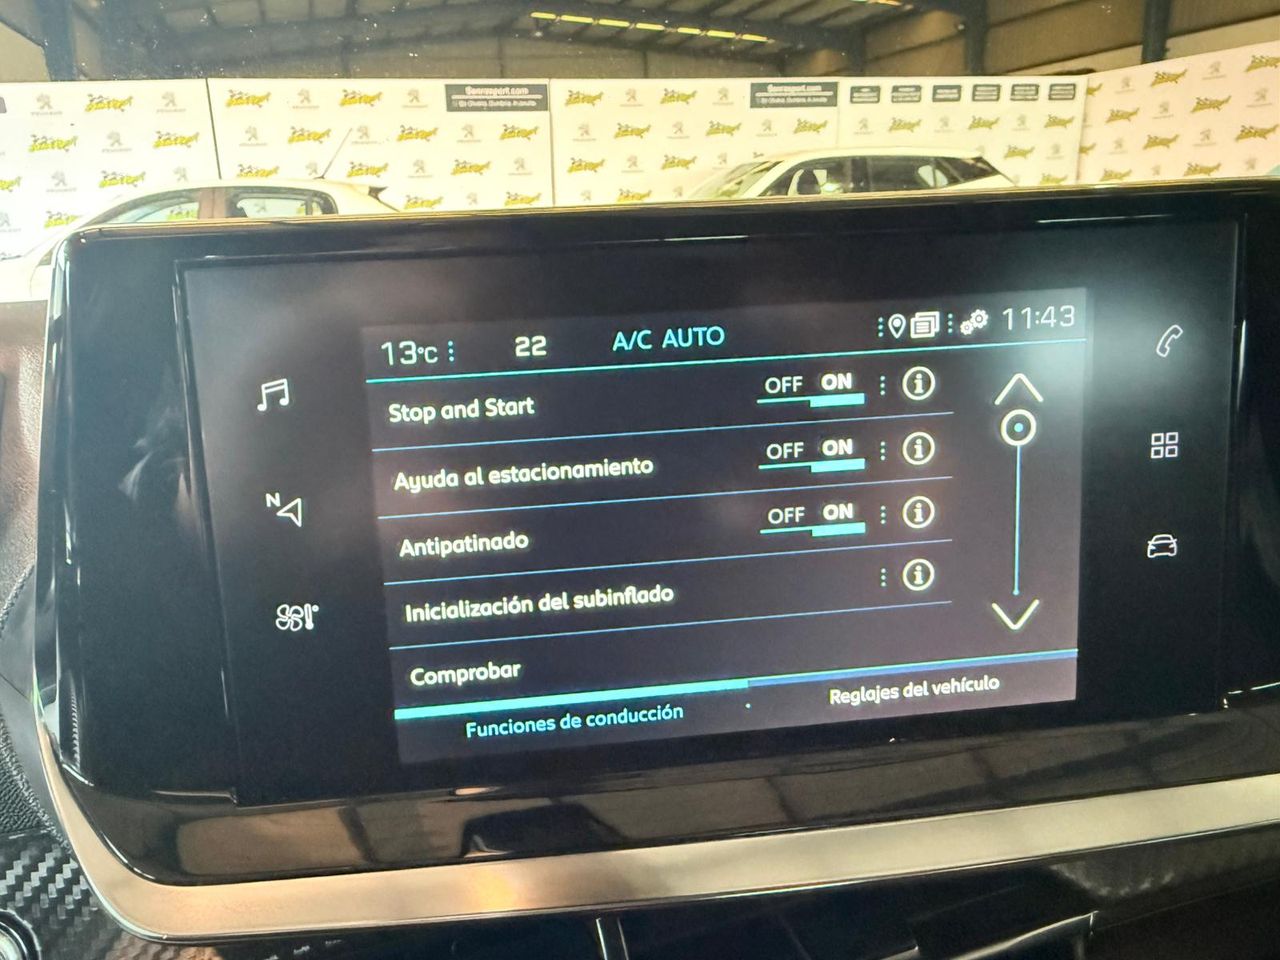 13°C
22
A/C AUTO
11:43
Stop and Start
OFF ON
Ayuda al estacionamiento
OFF ON
Antipatinado
OFF ON
Inicialización del subinflado
Comprobar
Funciones de conducción
Reglajes del vehículo
N